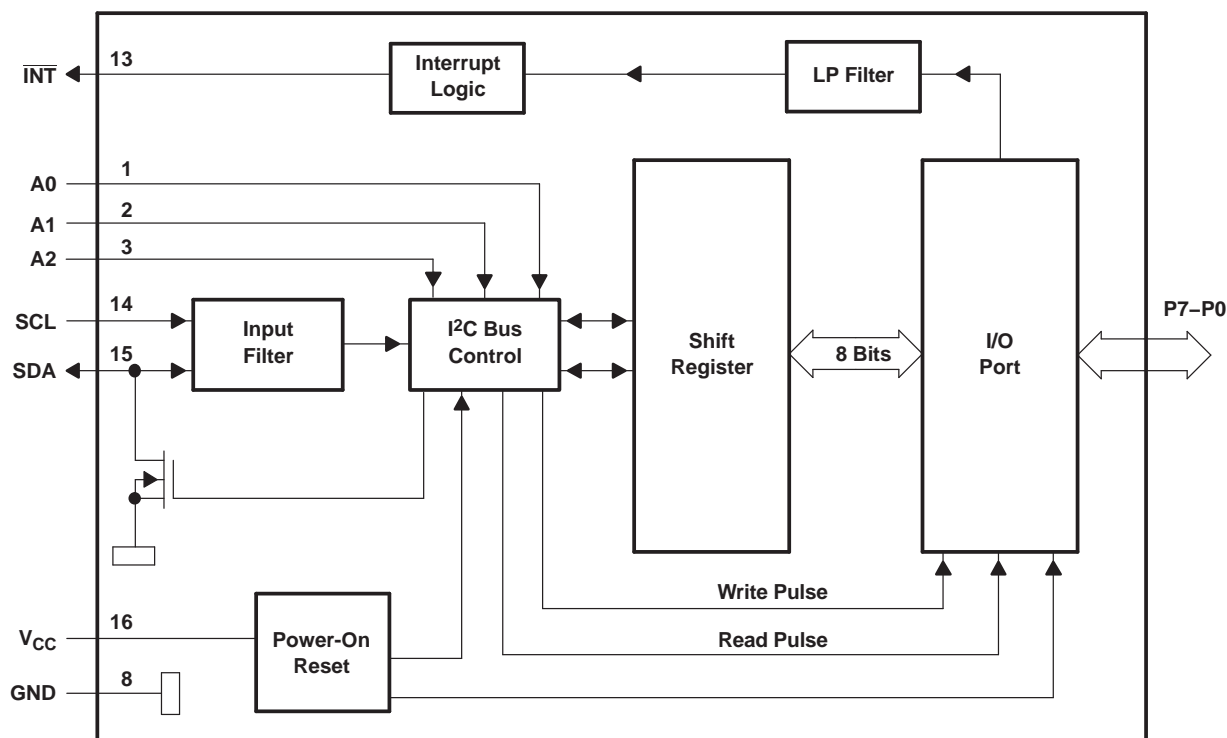 INT
13
Interrupt
Logic
LP Filter
A0
1
A1
2
A2
3
SCL
14
SDA
15
Input
Filter
I²C Bus
Control
Shift
Register
8 Bits
I/O
Port
P7–P0
Write Pulse
Read Pulse
VCC
16
Power-On
Reset
GND
8